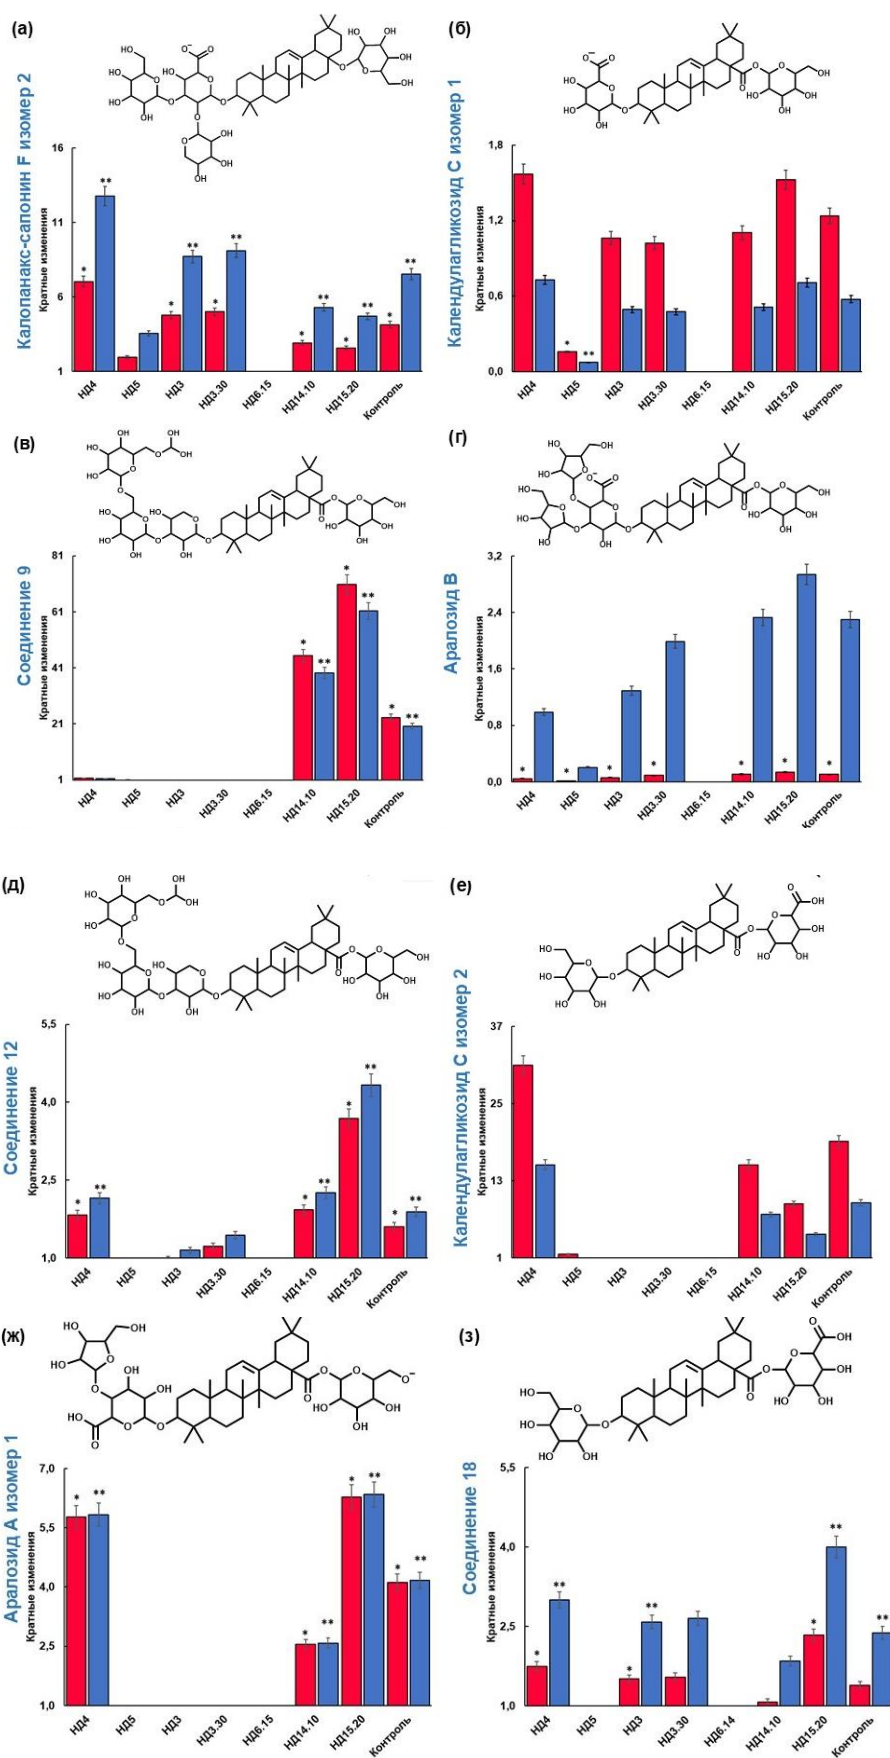 (а)
Калопанакс-сапонин F изомер 2
Кратные изменения
16
11
6
1
* ** * ** * ** * ** * ** * **
НД4 НД5 НД3 НД3.30 НД6.15 НД14.10 НД15.20 Контроль
(б)
Календулагликозид С изомер 1
Кратные изменения
1,8
1,2
0,6
0,0
* **
НД4 НД5 НД3 НД3.30 НД6.15 НД14.10 НД15.20 Контроль
(в)
Соединение 9
Кратные изменения
81
61
41
21
1
* ** * ** * **
НД4 НД5 НД3 НД3.30 НД6.15 НД14.10 НД15.20 Контроль
(г)
Аралозид В
Кратные изменения
3,2
2,4
1,6
0,8
0,0
* * * * * * *
НД4 НД5 НД3 НД3.30 НД6.15 НД14.10 НД15.20 Контроль
(д)
Соединение 12
Кратные изменения
5,5
4,0
2,5
1,0
* ** * ** * ** * **
НД4 НД5 НД3 НД3.30 НД6.15 НД14.10 НД15.20 Контроль
(е)
Календулагликозид С изомер 2
Кратные изменения
37
25
13
1
НД4 НД5 НД3 НД3.30 НД6.15 НД14.10 НД15.20 Контроль
(ж)
Аралозид А изомер 1
Кратные изменения
7,0
5,5
4,0
2,5
1,0
* ** * ** * ** * **
НД4 НД5 НД3 НД3.30 НД6.15 НД14.10 НД15.20 Контроль
(з)
Соединение 18
Кратные изменения
5,5
4,0
2,5
1,0
* ** * ** * ** **
НД4 НД5 НД3 НД3.30 НД6.14 НД14.10 НД15.20 Контроль